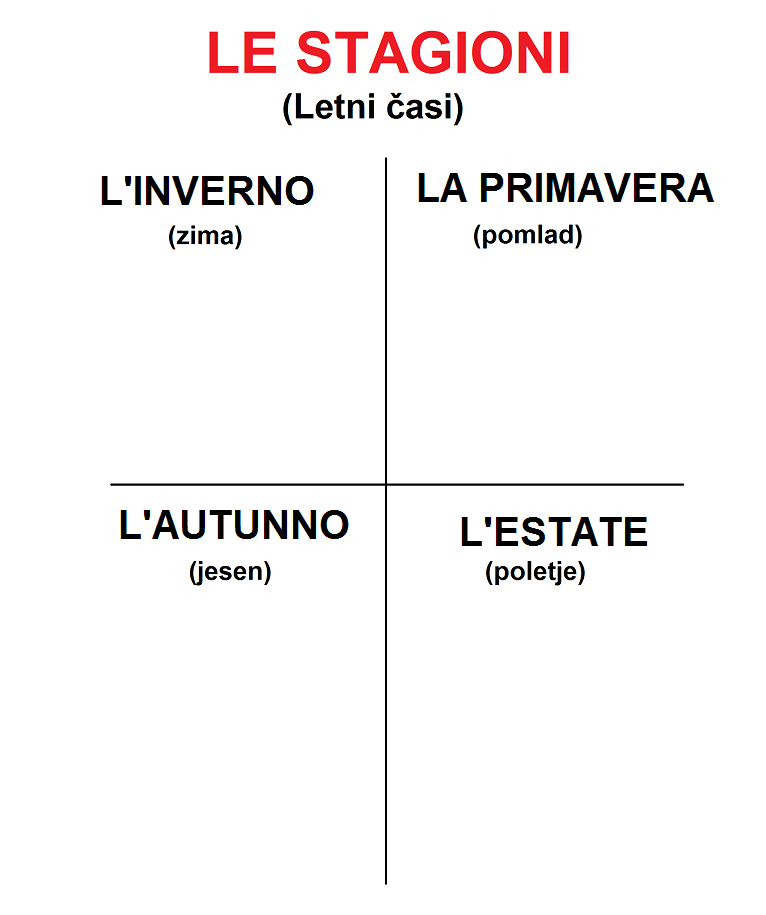 LE STAGIONI
(Letni časi)
L'INVERNO
(zima)
LA PRIMAVERA
(pomlad)
L'AUTUNNO
(jesen)
L'ESTATE
(poletje)